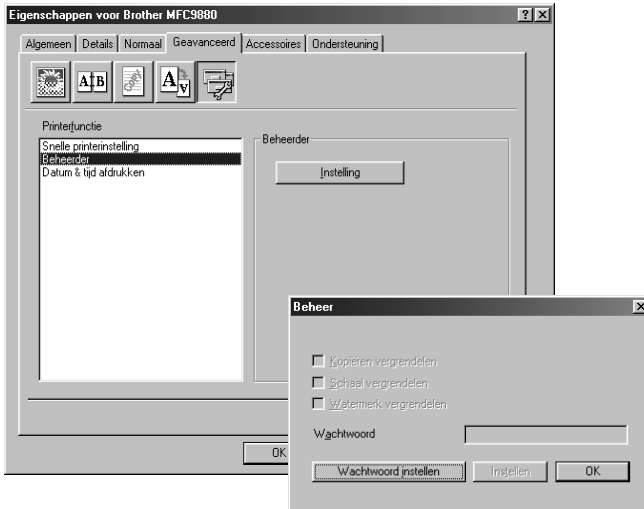 Eigenschappen voor Brother MFC9880
Algemeen Details Normaal Geavanceerd Accessoires Ondersteuning
Printerfunctie
Snelle printerinstelling
Beheerder
Datum & tijd afdrukken
Beheerder
Instelling
OK
Beheer
Kopiëren vergrendelen
Schaal vergrendelen
Watermerk vergrendelen
Wachtwoord
Wachtwoord instellen Instellen OK